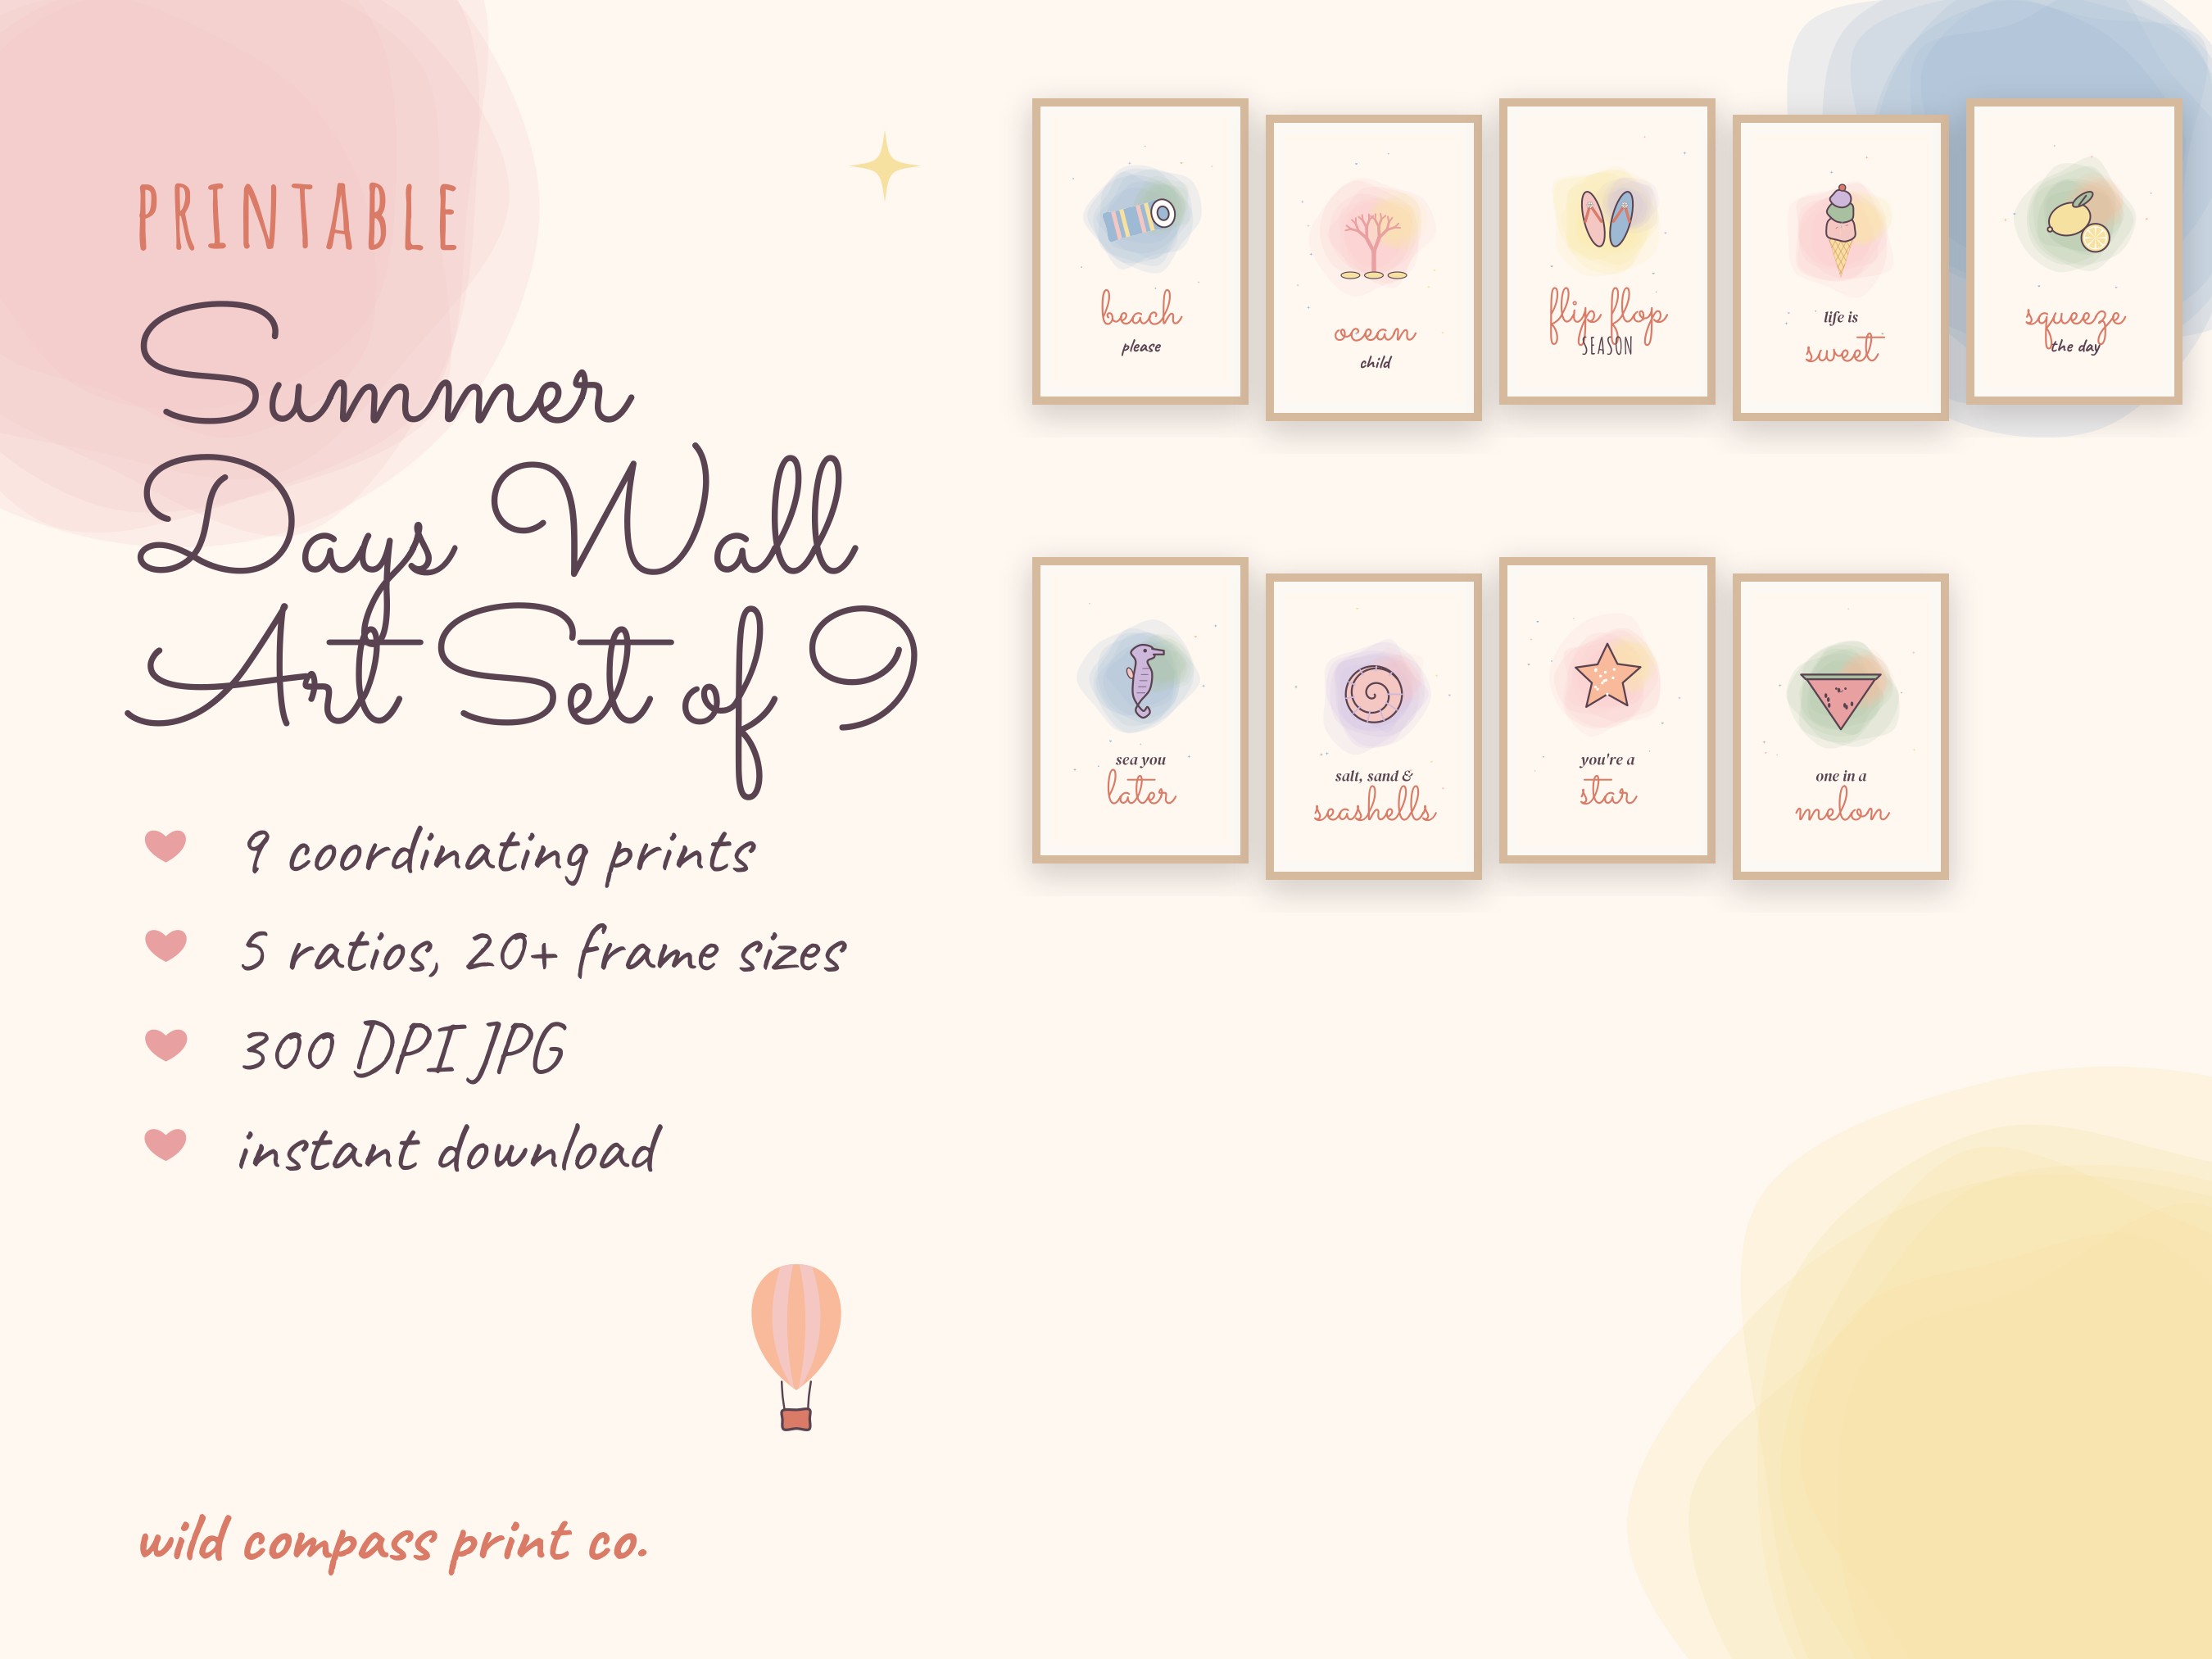 PRINTABLE
Summer
Days Wall
Art Set of 9
9 coordinating prints
5 ratios, 20+ frame sizes
300 DPI JPG
instant download
wild compass print co.
beach
please
ocean
child
flip flop
SEASON
life is
sweet
squeeze
the day
sea you
later
salt, sand &
seashells
you're a
star
one in a
melon